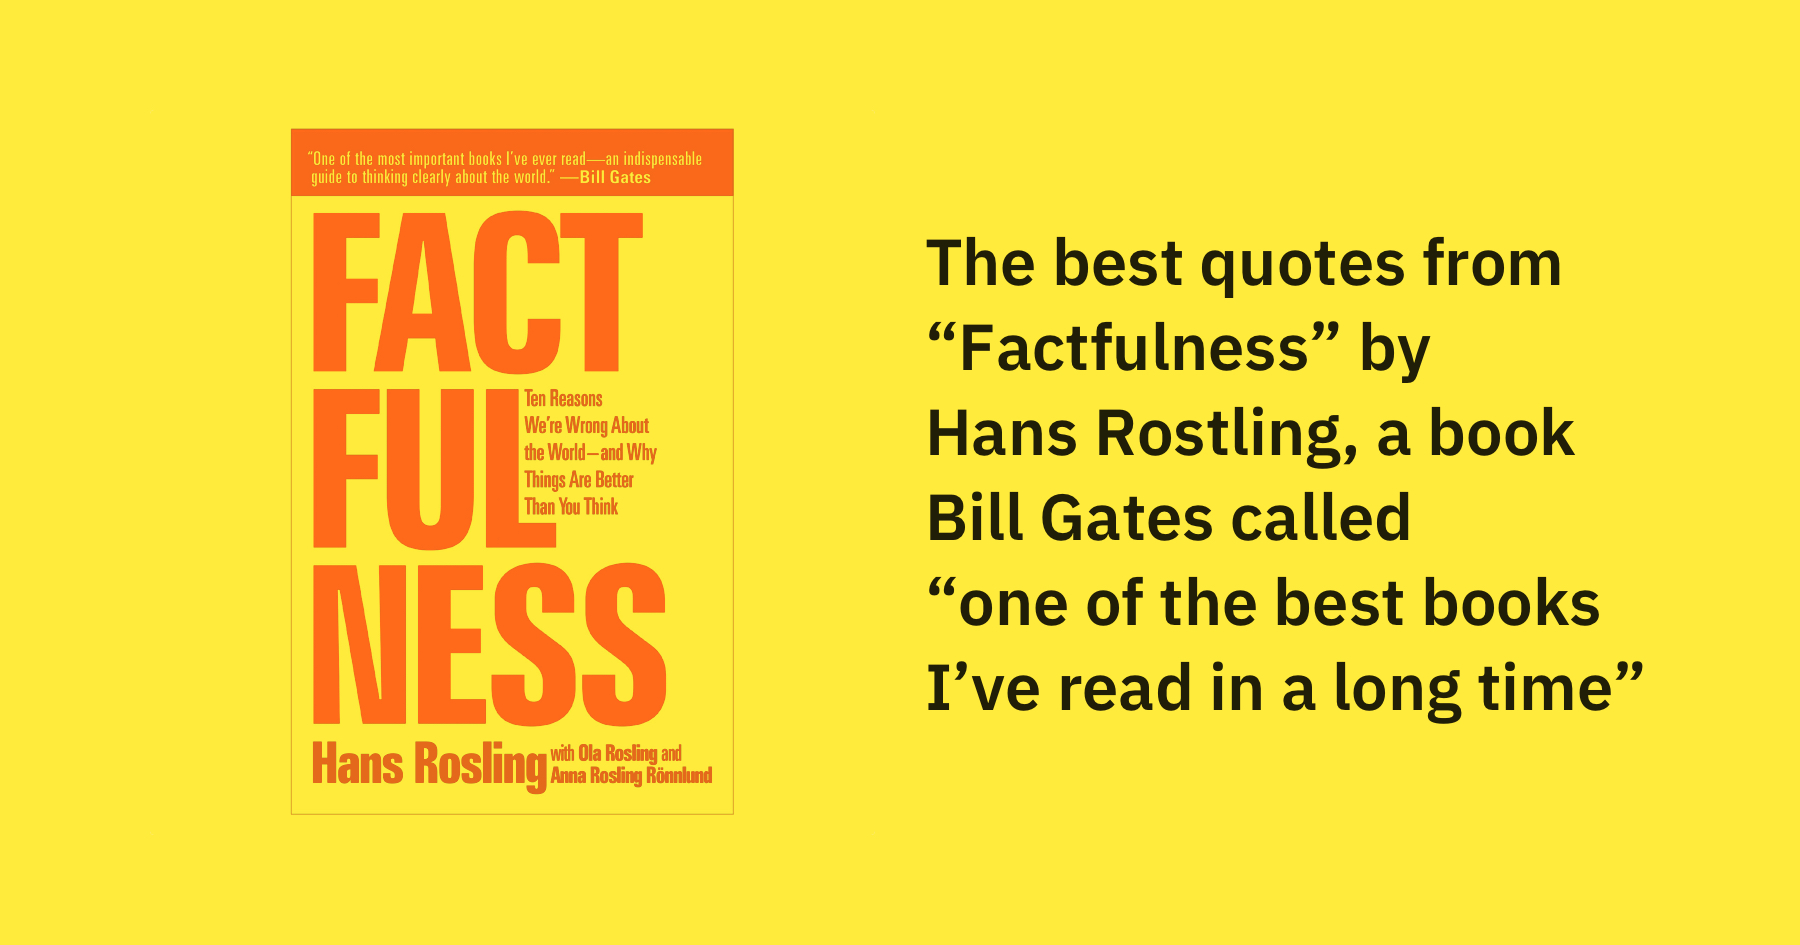 “One of the most important books I’ve ever read—an indispensable
guide to thinking clearly about the world.” —Bill Gates
FACT
FUL
Ten Reasons
We’re Wrong About
the World—and Why
Things Are Better
Than You Think
NESS
Hans Rosling
with Ola Rosling and
Anna Rosling Rönnlund
The best quotes from
“Factfulness” by
Hans Rostling, a book
Bill Gates called
“one of the best books
I’ve read in a long time”